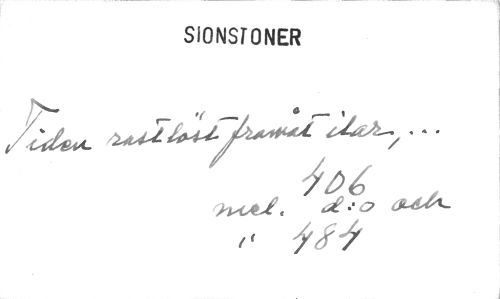 SIONSTONER
Tiden rastlöst framåt ilar,...
406
mel. d:o och
" 484